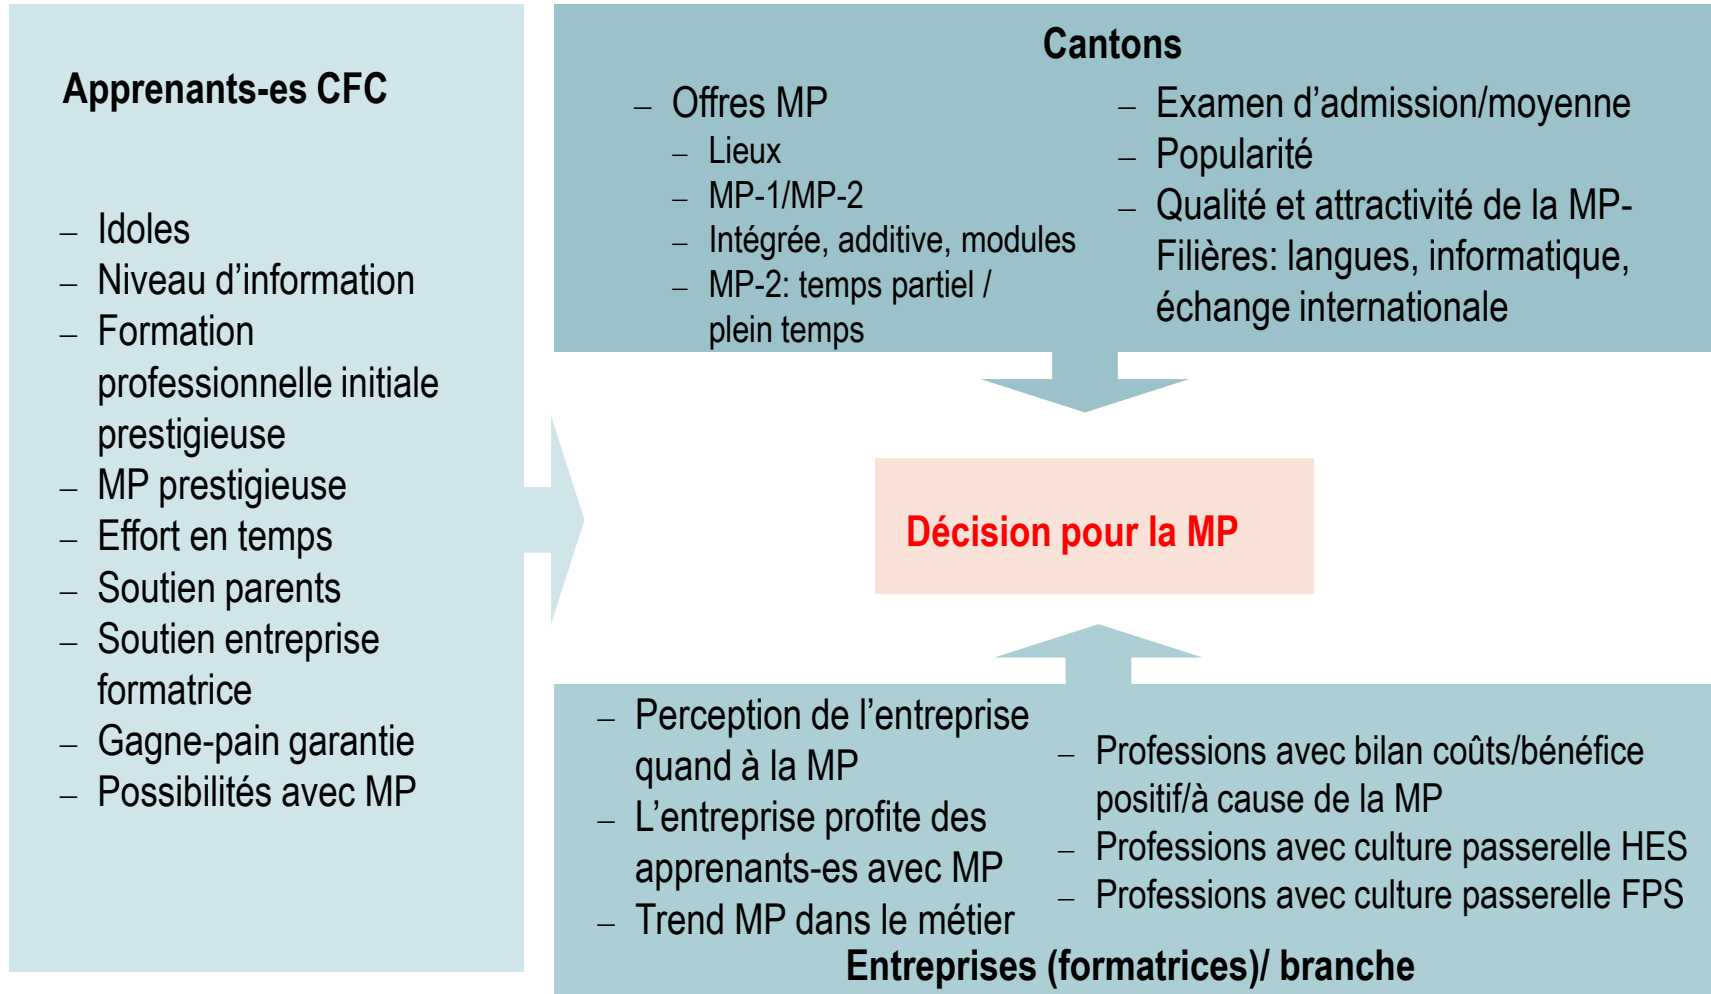 Apprenants-es CFC
– Idoles
– Niveau d’information
– Formation
professionnelle initiale
prestigieuse
– MP prestigieuse
– Effort en temps
– Soutien parents
– Soutien entreprise
formatrice
– Gagne-pain garantie
– Possibilités avec MP
Cantons
– Offres MP
– Lieux
– MP-1/MP-2
– Intégrée, additive, modules
– MP-2: temps partiel /
plein temps
– Examen d’admission/moyenne
– Popularité
– Qualité et attractivité de la MP-
Filières: langues, informatique,
échange internationale
Décision pour la MP
– Perception de l’entreprise
quand à la MP
– L’entreprise profite des
apprenants-es avec MP
– Trend MP dans le métier
– Professions avec bilan coûts/bénéfice
positif/à cause de la MP
– Professions avec culture passerelle HES
– Professions avec culture passerelle FPS
Entreprises (formatrices)/ branche